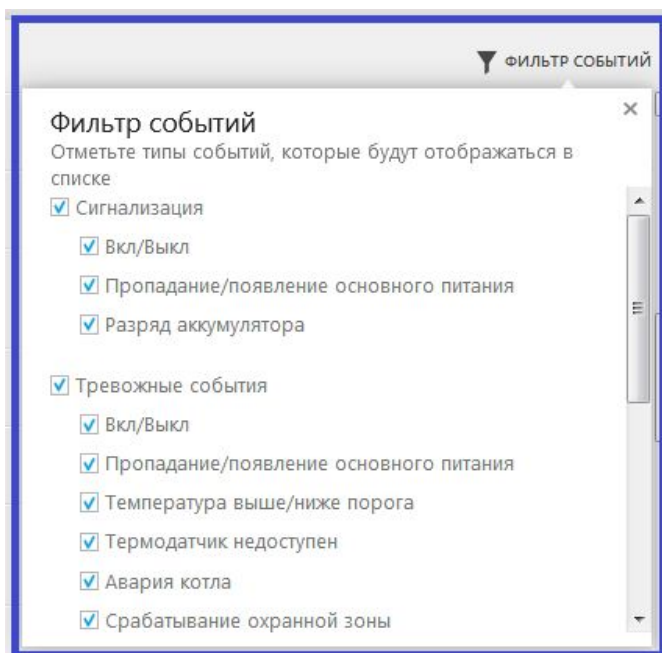 ФИЛЬТР СОБЫТИЙ
Фильтр событий
Отметьте типы событий, которые будут отображаться в
списке
Сигнализация
Вкл/Выкл
Пропадание/появление основного питания
Разряд аккумулятора
Тревожные события
Вкл/Выкл
Пропадание/появление основного питания
Температура выше/ниже порога
Термодатчик недоступен
Авария котла
Срабатывание охранной зоны